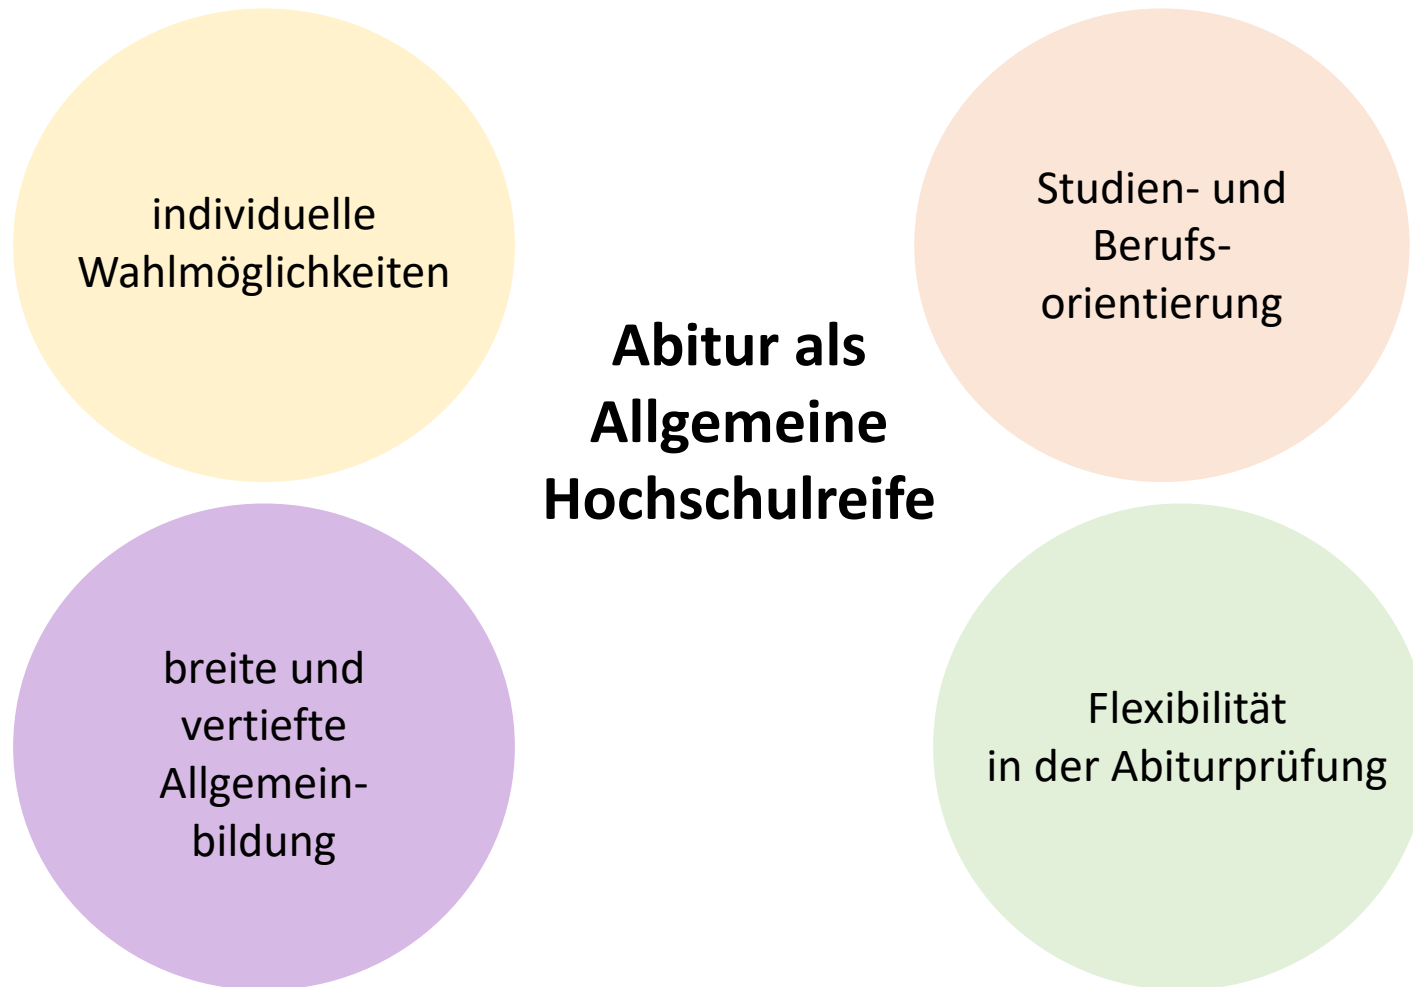 individuelle
Wahlmöglichkeiten
Studien- und
Berufs-
orientierung
Abitur als
Allgemeine
Hochschulreife
breite und
vertiefte
Allgemein-
bildung
Flexibilität
in der Abiturprüfung